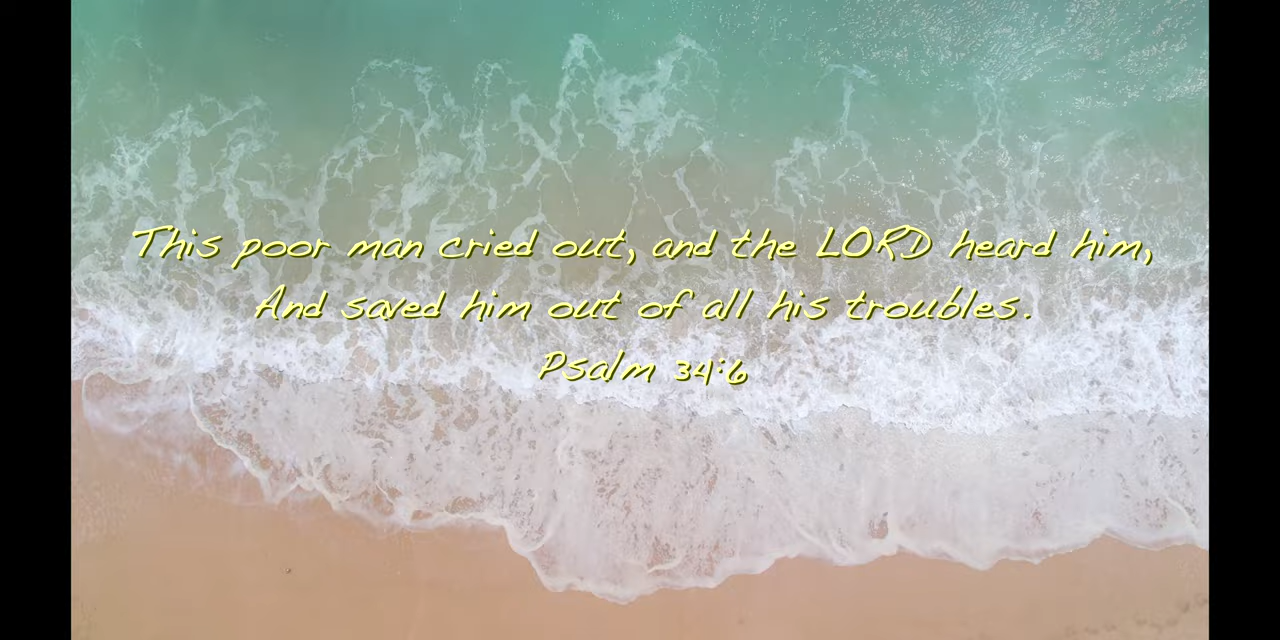 This poor man cried out, and the LORD heard him,
And saved him out of all his troubles.
Psalm 34:6